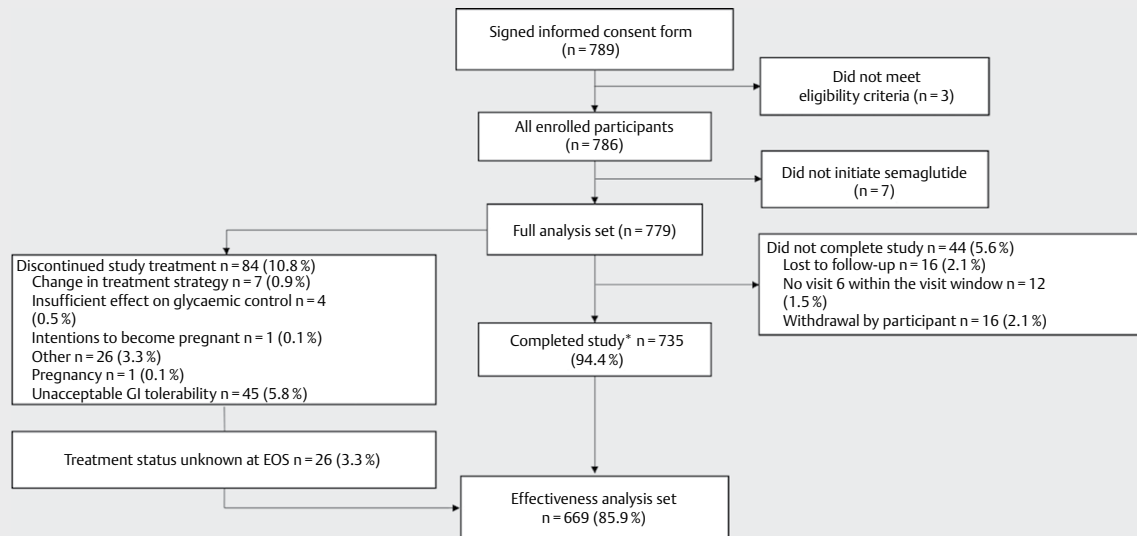 Signed informed consent form
(n = 789)
Did not meet
eligibility criteria (n = 3)
All enrolled participants
(n = 786)
Did not initiate semaglutide
(n = 7)
Full analysis set (n = 779)
Discontinued study treatment n = 84 (10.8 %)
Change in treatment strategy n = 7 (0.9 %)
Insufficient effect on glycaemic control n = 4
(0.5 %)
Intentions to become pregnant n = 1 (0.1 %)
Other n = 26 (3.3 %)
Pregnancy n = 1 (0.1 %)
Unacceptable GI tolerability n = 45 (5.8 %)
Did not complete study n = 44 (5.6 %)
Lost to follow-up n = 16 (2.1 %)
No visit 6 within the visit window n = 12
(1.5 %)
Withdrawal by participant n = 16 (2.1 %)
Completed study* n = 735
(94.4 %)
Treatment status unknown at EOS n = 26 (3.3 %)
Effectiveness analysis set
n = 669 (85.9 %)